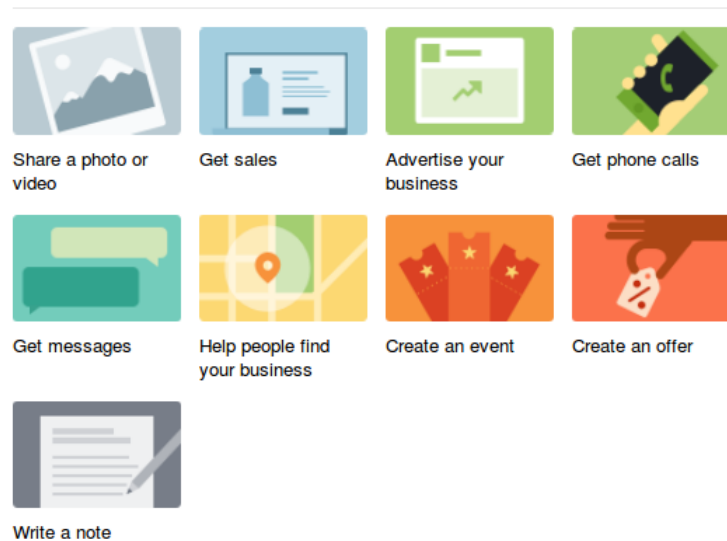 Share a photo or
video
Get sales
Advertise your
business
Get phone calls
Get messages
Help people find
your business
Create an event
Create an offer
Write a note